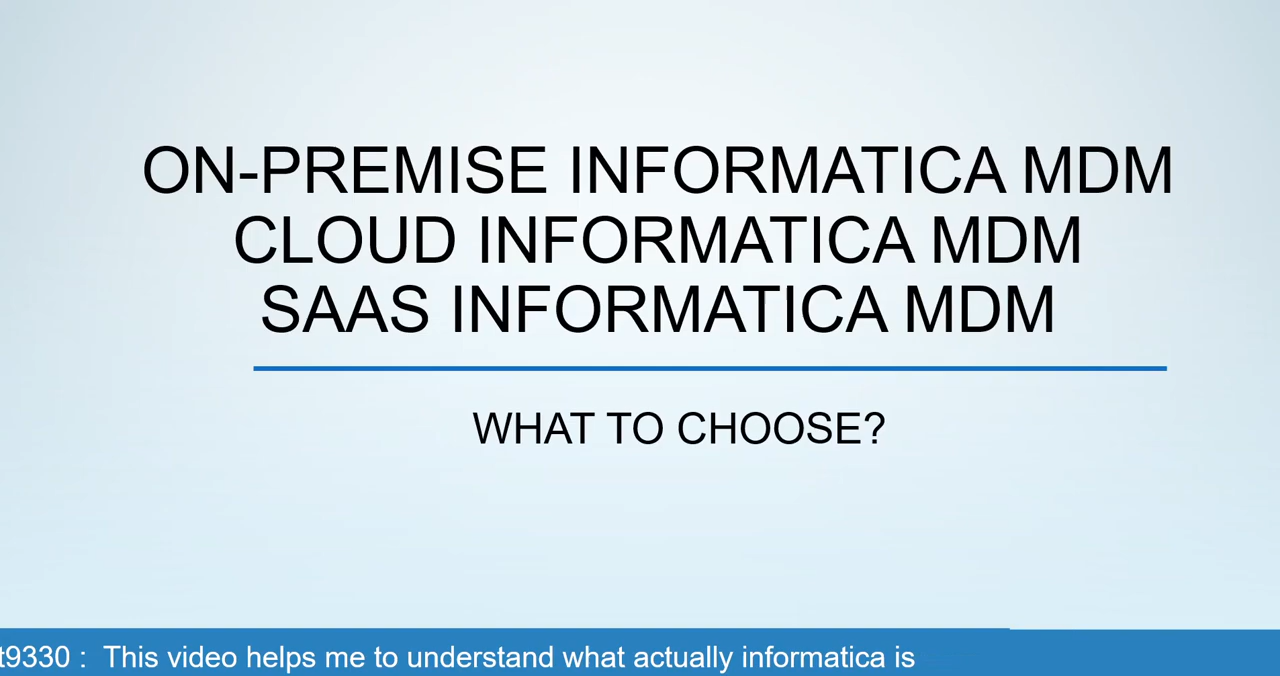 ON-PREMISE INFORMATICA MDM
CLOUD INFORMATICA MDM
SAAS INFORMATICA MDM
WHAT TO CHOOSE?
t9330 : This video helps me to understand what actually informatica is